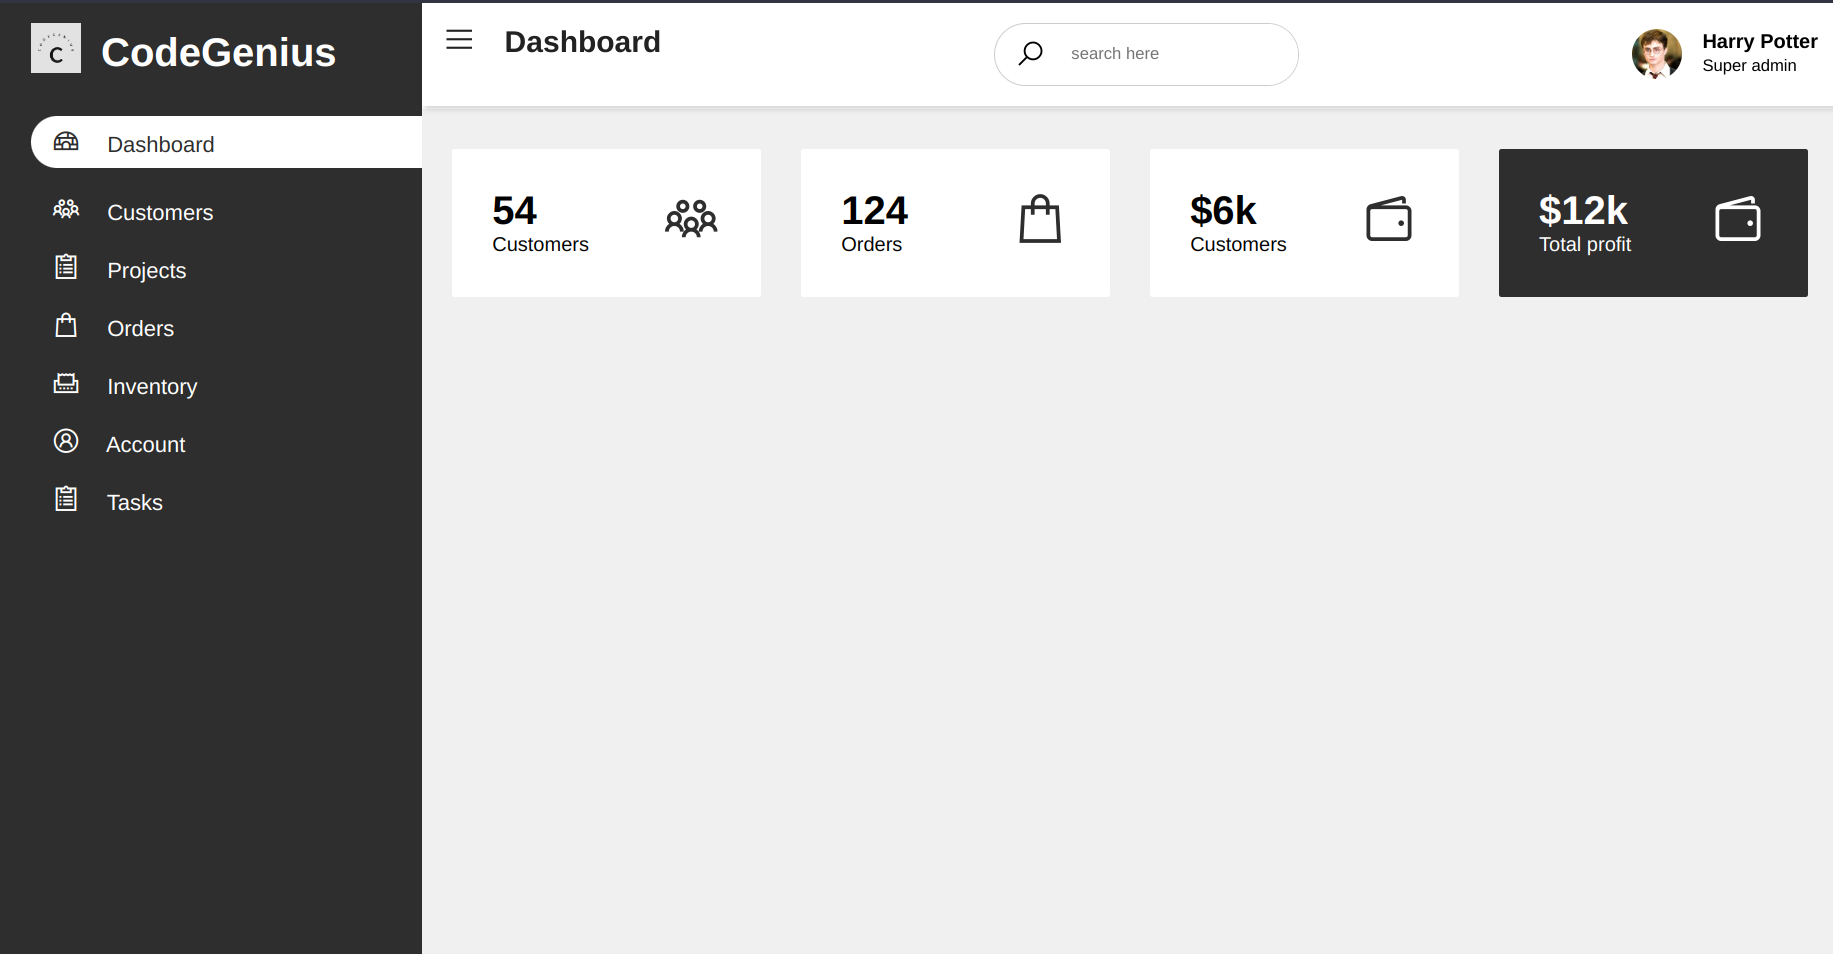 C
CodeGenius
Dashboard
Customers
Projects
Orders
Inventory
Account
Tasks
Dashboard
search here
Harry Potter
Super admin
54
Customers
124
Orders
$6k
Customers
$12k
Total profit